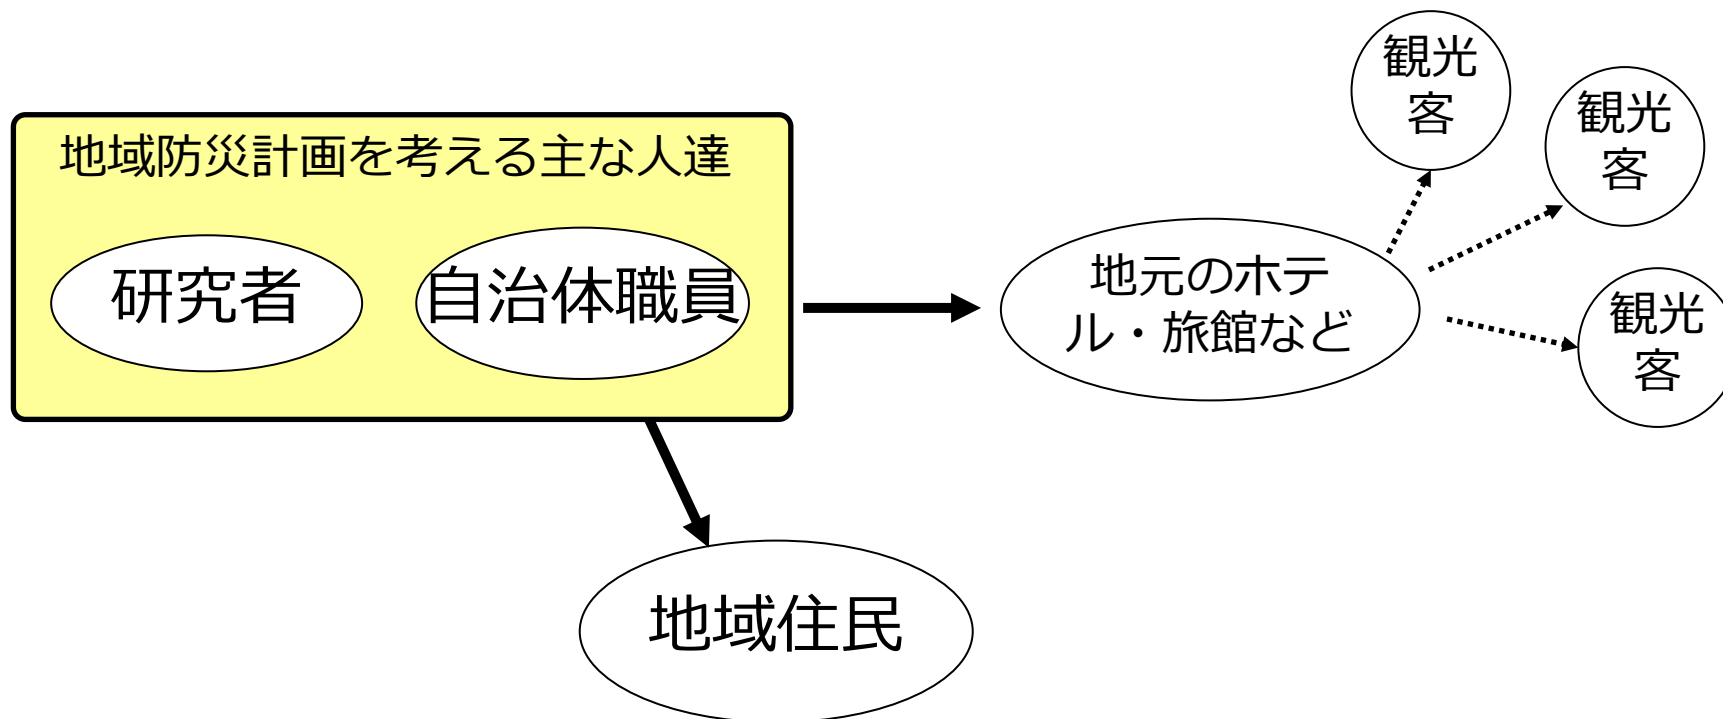 地域防災計画を考える主な人達
研究者
自治体職員
地元のホテ
ル・旅館など
観光
客
観光
客
観光
客
地域住民